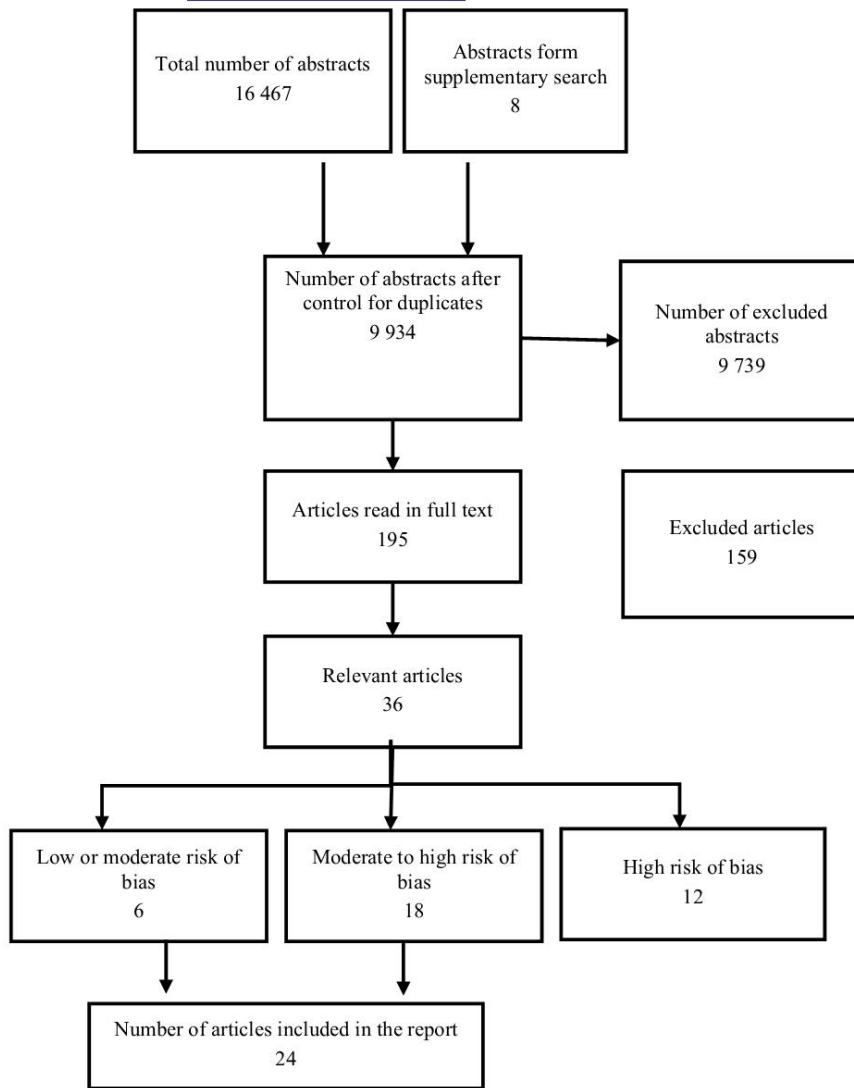 Total number of abstracts
16 467
Abstracts form
supplementary search
8
Number of abstracts after
control for duplicates
9 934
Number of excluded
abstracts
9 739
Articles read in full text
195
Excluded articles
159
Relevant articles
36
Low or moderate risk of
bias
6
Moderate to high risk of
bias
18
High risk of bias
12
Number of articles included in the report
24